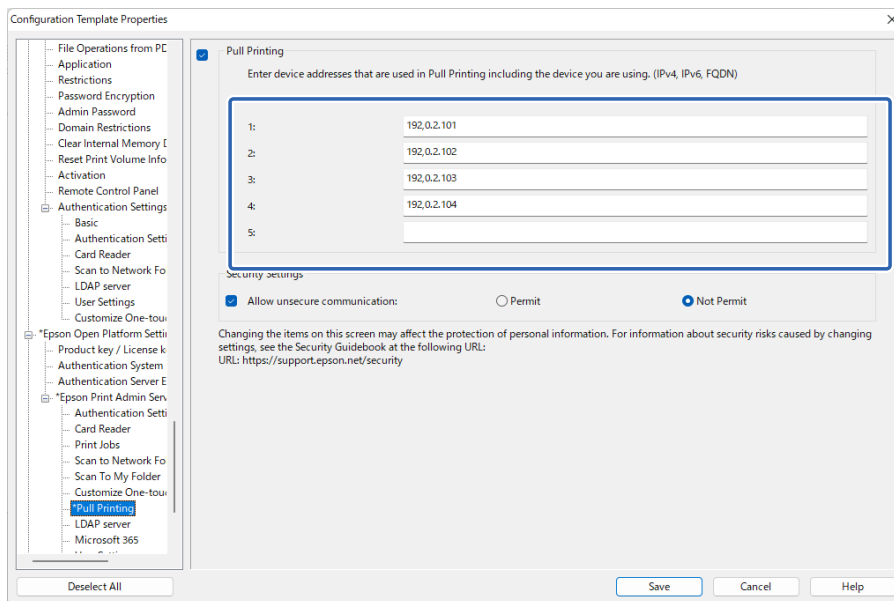 Configuration Template Properties
File Operations from PD
Application
Restrictions
Password Encryption
Admin Password
Domain Restrictions
Clear Internal Memory D
Reset Print Volume Info
Activation
Remote Control Panel
Authentication Settings
Basic
Authentication Setti
Card Reader
Scan to Network Fo
LDAP server
User Settings
Customize One-touc
*Epson Open Platform Settin
Product key / License k
Authentication System
Authentication Server E
*Epson Print Admin Serv
Authentication Setti
Card Reader
Print Jobs
Scan to Network Fo
Scan To My Folder
Customize One-touc
*Pull Printing
LDAP server
Microsoft 365
Deselect All
Pull Printing
Enter device addresses that are used in Pull Printing including the device you are using. (IPv4, IPv6, FQDN)
1: 192,0.2.101
2: 192,0.2.102
3: 192,0.2.103
4: 192,0.2.104
5:
Security Settings
Allow unsecure communication: Permit Not Permit
Changing the items on this screen may affect the protection of personal information. For information about security risks caused by changing
settings, see the Security Guidebook at the following URL:
URL: https://support.epson.net/security
Save Cancel Help